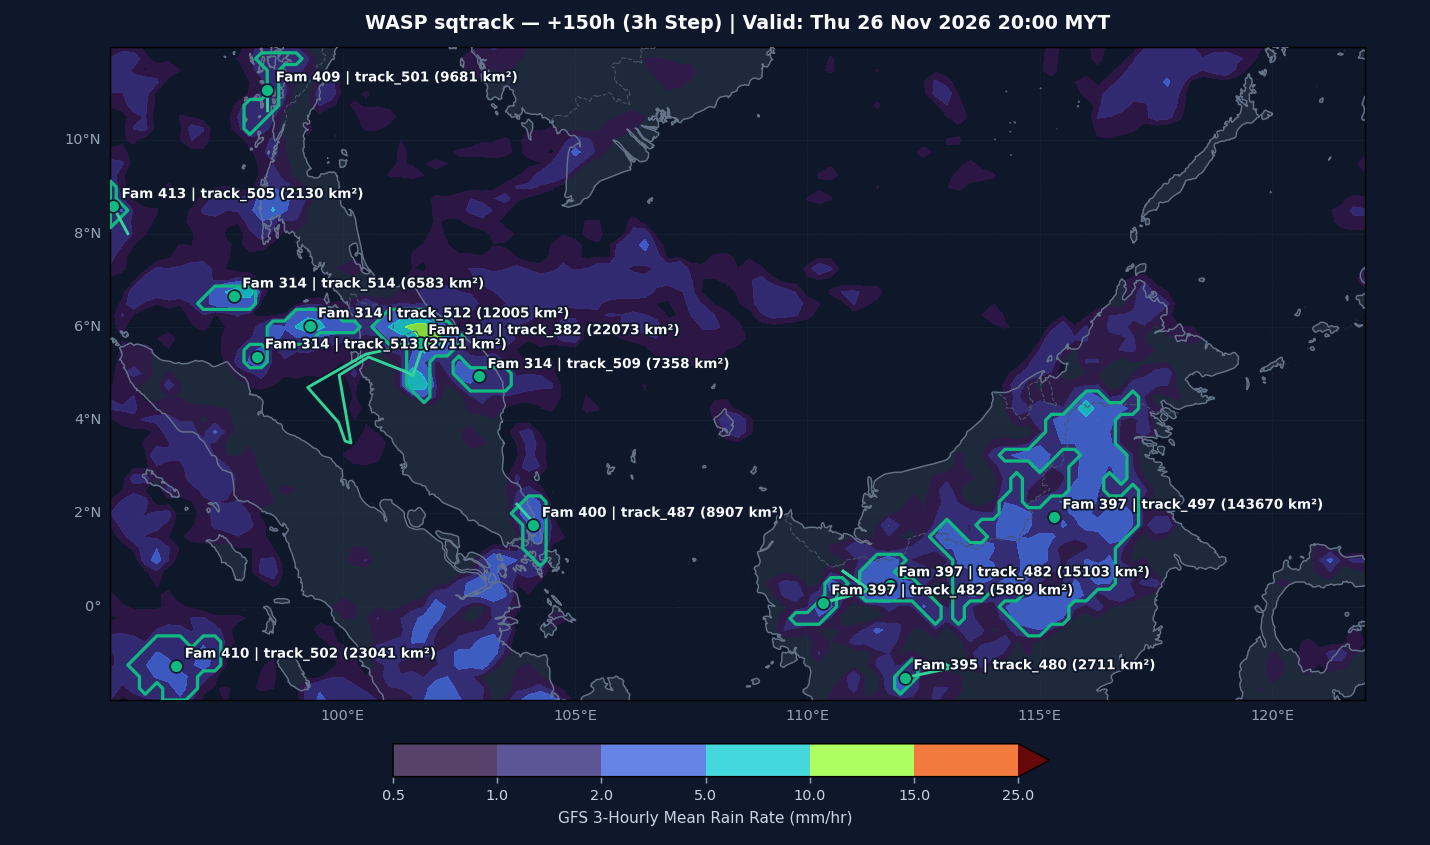 WASP sqtrack — +150h (3h Step) | Valid: Thu 26 Nov 2026 20:00 MYT
Fam 409 | track_501 (9681 km²)
10°N
Fam 413 | track_505 (2130 km²)
8°N
Fam 314 | track_514 (6583 km²)
Fam 314 | track_512 (12005 km²)
6°N
Fam 314 | track_382 (22073 km²)
Fam 314 | track_513 (2711 km²)
Fam 314 | track_509 (7358 km²)
4°N
Fam 397 | track_497 (143670 km²)
2°N
Fam 400 | track_487 (8907 km²)
Fam 397 | track_482 (15103 km²)
Fam 397 | track_482 (5809 km²)
0°
Fam 410 | track_502 (23041 km²)
Fam 395 | track_480 (2711 km²)
100°E 105°E 110°E 115°E 120°E
0.5 1.0 2.0 5.0 10.0 15.0 25.0
GFS 3-Hourly Mean Rain Rate (mm/hr)